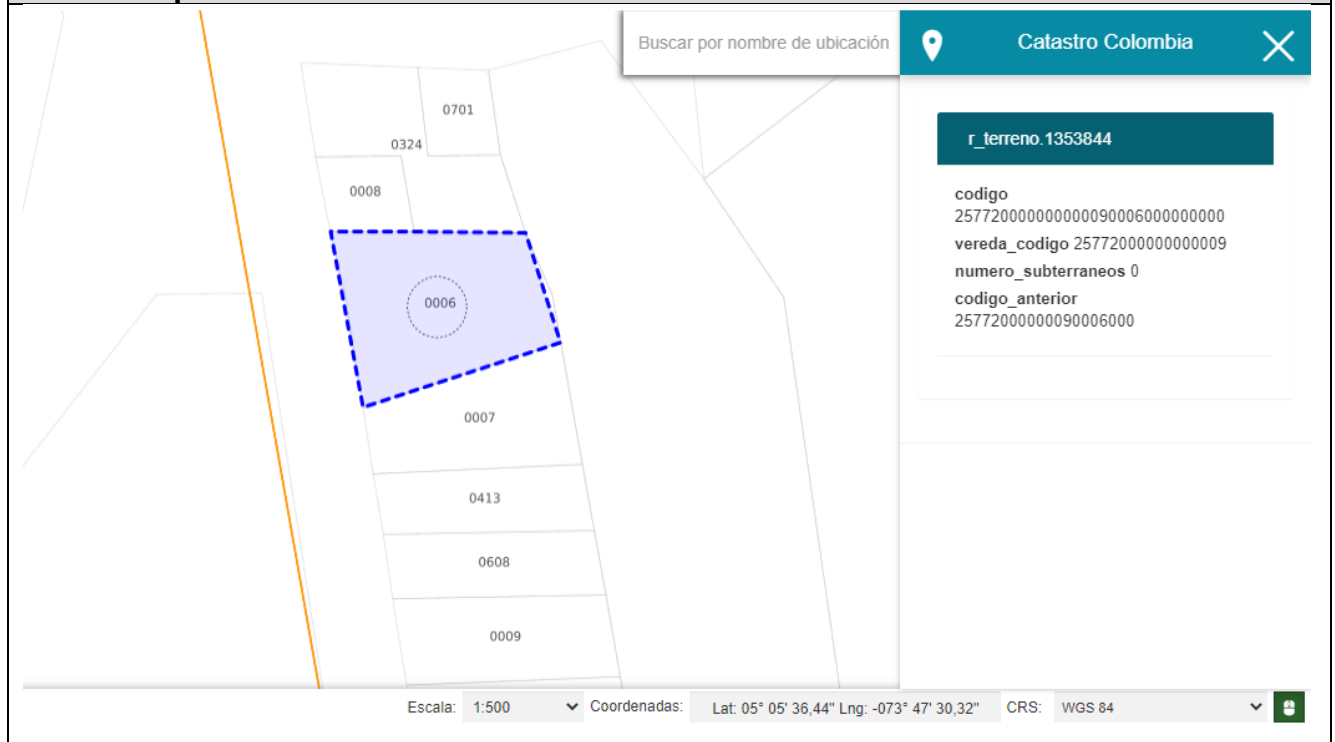 Buscar por nombre de ubicación
Catastro Colombia
r_terreno.1353844
codigo
257720000000000090006000000000
vereda_codigo 25772000000000009
numero_subterraneos 0
codigo_anterior
25772000000090006000
0701
0324
0008
0006
0007
0413
0608
0009
Escala: 1:500 Coordenadas: Lat: 05° 05' 36,44" Lng: -073° 47' 30,32" CRS: WGS 84